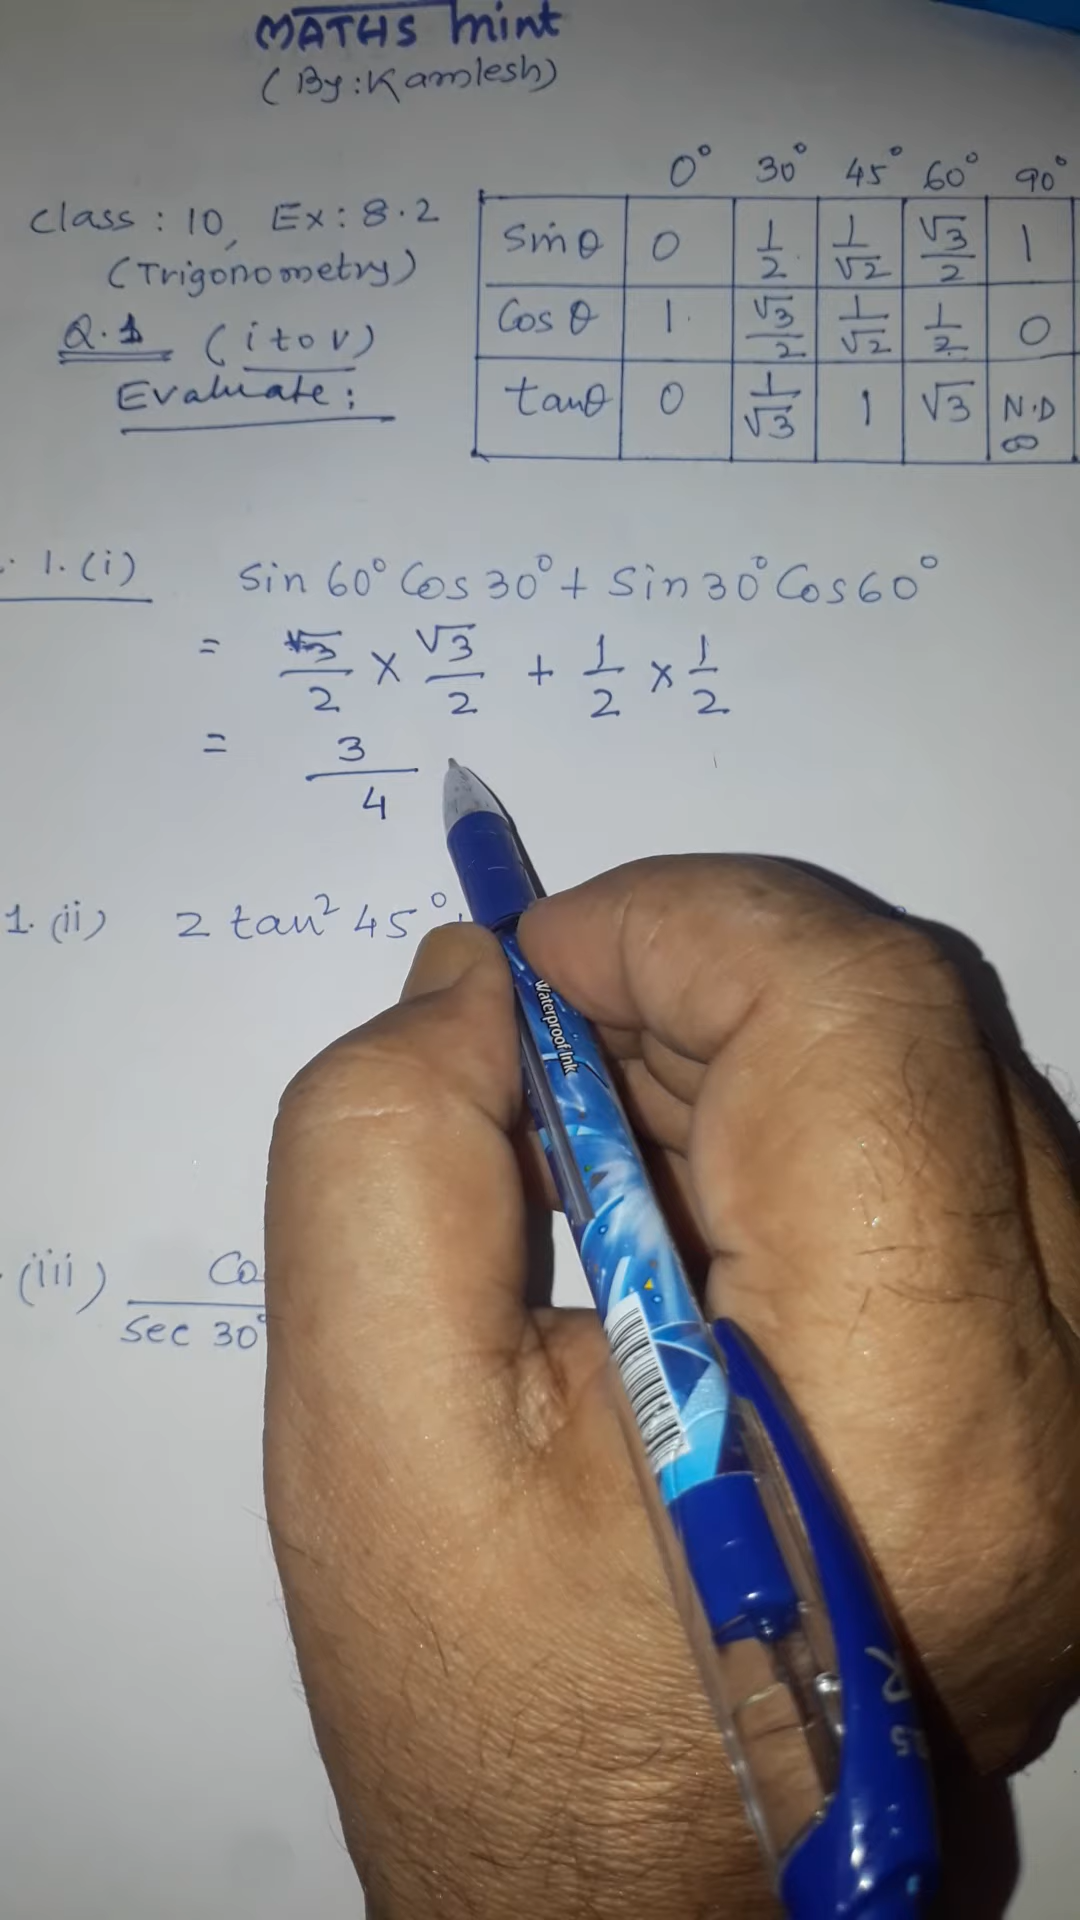 MATHS mint
(By: Kamlesh)
Class : 10, Ex : 8.2
(Trigonometry)
Q.1 (i to v)
Evaluate :
0° 30° 45° 60° 90°
Sinθ 0 1/2 1/√2 √3/2 1
Cosθ 1 √3/2 1/√2 1/2 0
tanθ 0 1/√3 1 √3 N.D ∞
1.(i) Sin 60° Cos 30° + Sin 30° Cos 60°
= √3/2 × √3/2 + 1/2 × 1/2
= 3/4
1.(ii) 2 tan² 45°
(iii) Co
Sec 30°
Waterproof Ink